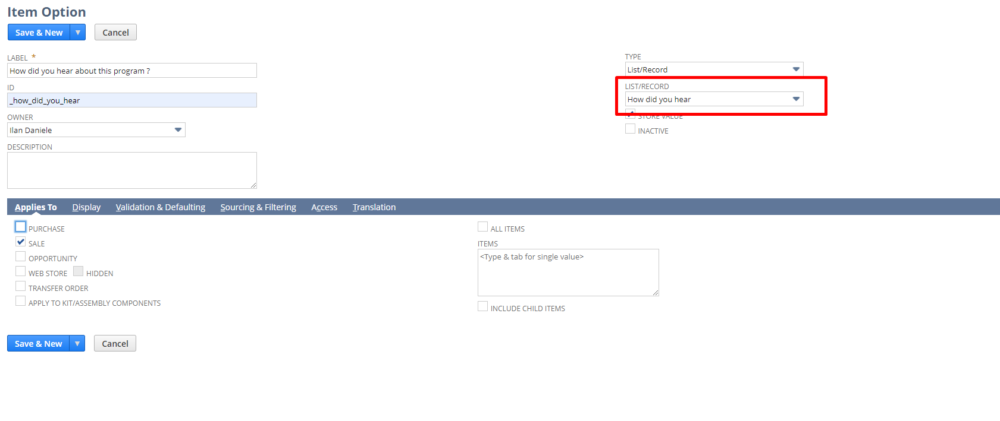 Item Option
Save & New
Cancel
LABEL *
How did you hear about this program ?
ID
_how_did_you_hear
OWNER
Ilan Daniele
DESCRIPTION
TYPE
List/Record
LIST/RECORD
How did you hear
STORE VALUE
INACTIVE
Applies To Display Validation & Defaulting Sourcing & Filtering Access Translation
PURCHASE
SALE
OPPORTUNITY
WEB STORE HIDDEN
TRANSFER ORDER
APPLY TO KIT/ASSEMBLY COMPONENTS
ALL ITEMS
ITEMS
<Type & tab for single value>
INCLUDE CHILD ITEMS
Save & New
Cancel